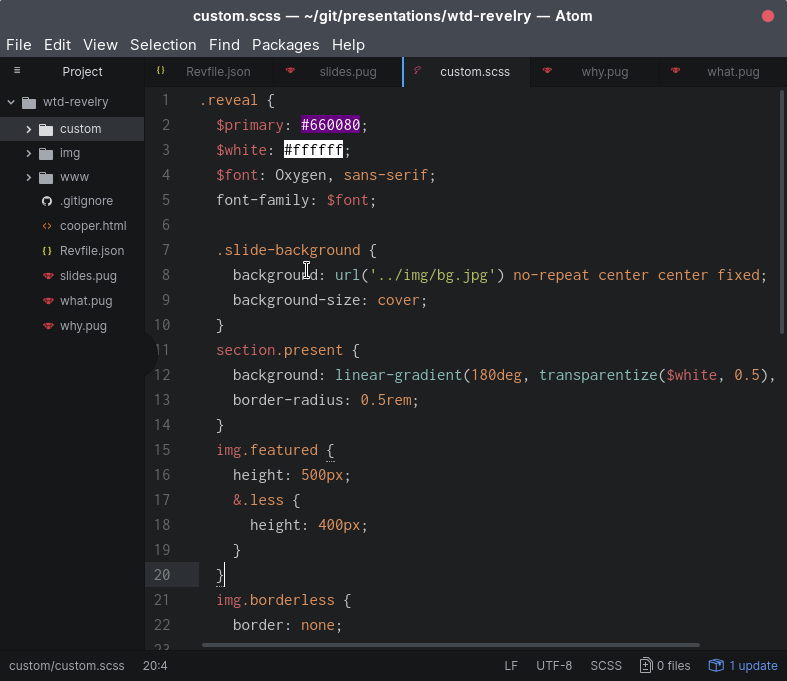 custom.scss — ~/git/presentations/wtd-revelry — Atom
File Edit View Selection Find Packages Help
Project
Revfile.json
slides.pug
custom.scss
why.pug
what.pug
wtd-revelry
custom
img
www
.gitignore
cooper.html
{} Revfile.json
slides.pug
what.pug
why.pug
1 .reveal {
2 $primary: #660080;
3 $white: #ffffff;
4 $font: Oxygen, sans-serif;
5 font-family: $font;
6
7 .slide-background {
8 background: url('../img/bg.jpg') no-repeat center center fixed;
9 background-size: cover;
10 }
11 section.present {
12 background: linear-gradient(180deg, transparentize($white, 0.5),
13 border-radius: 0.5rem;
14 }
15 img.featured {
16 height: 500px;
17 &.less {
18 height: 400px;
19 }
20 }
21 img.borderless {
22 border: none;
23
custom/custom.scss 20:4 LF UTF-8 SCSS 0 files 1 update